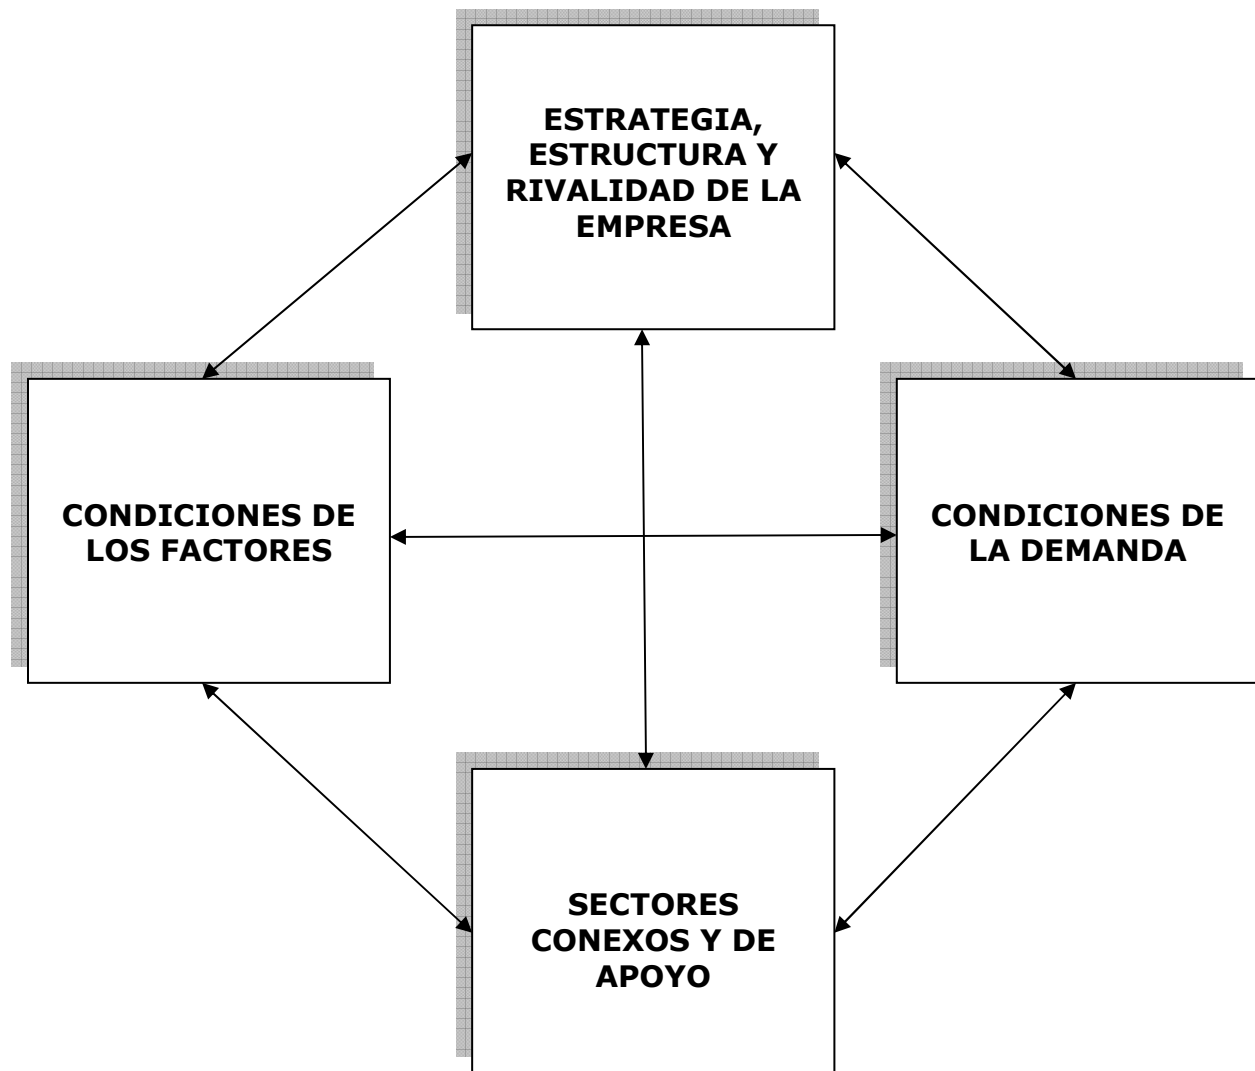 ESTRATEGIA,
ESTRUCTURA Y
RIVALIDAD DE LA
EMPRESA
CONDICIONES DE
LOS FACTORES
CONDICIONES DE
LA DEMANDA
SECTORES
CONEXOS Y DE
APOYO